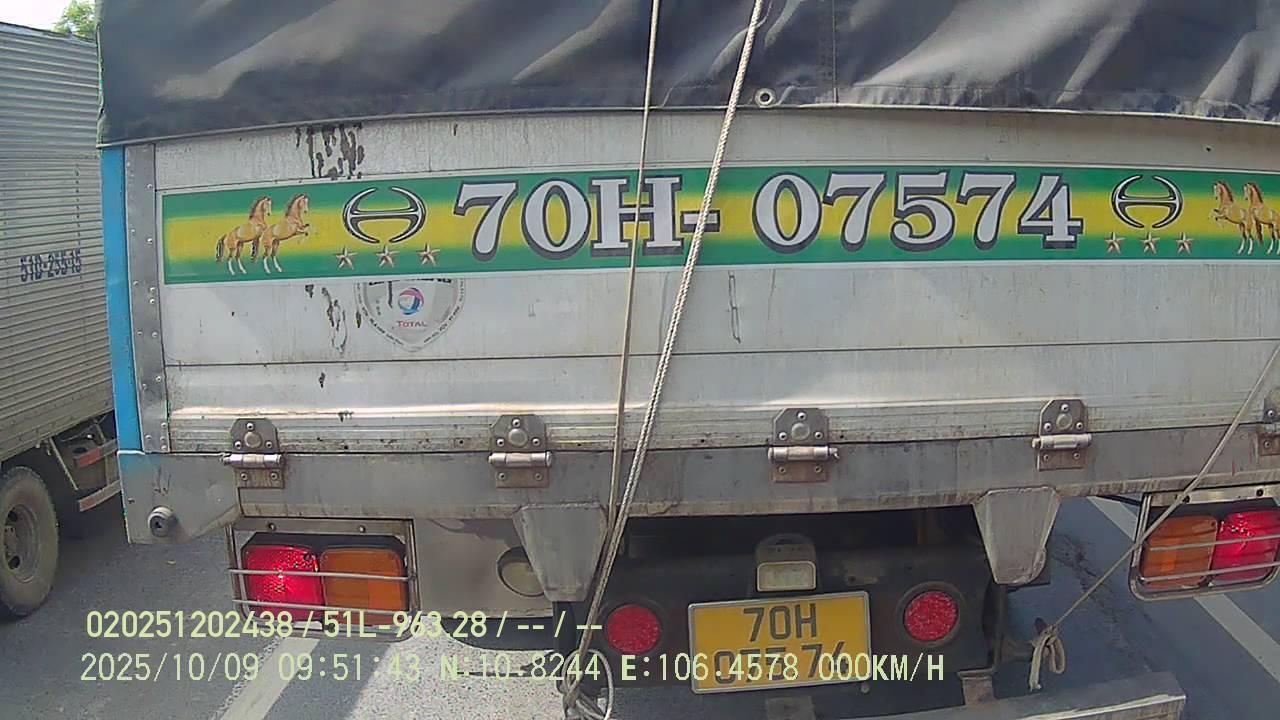 70H-07574
51D-255.15
TOTAL
70H
020251202438 / 51L-963.28 / -- / --
2025/10/09 09:51:43 N:10.8244 E:106.4578 000KM/H